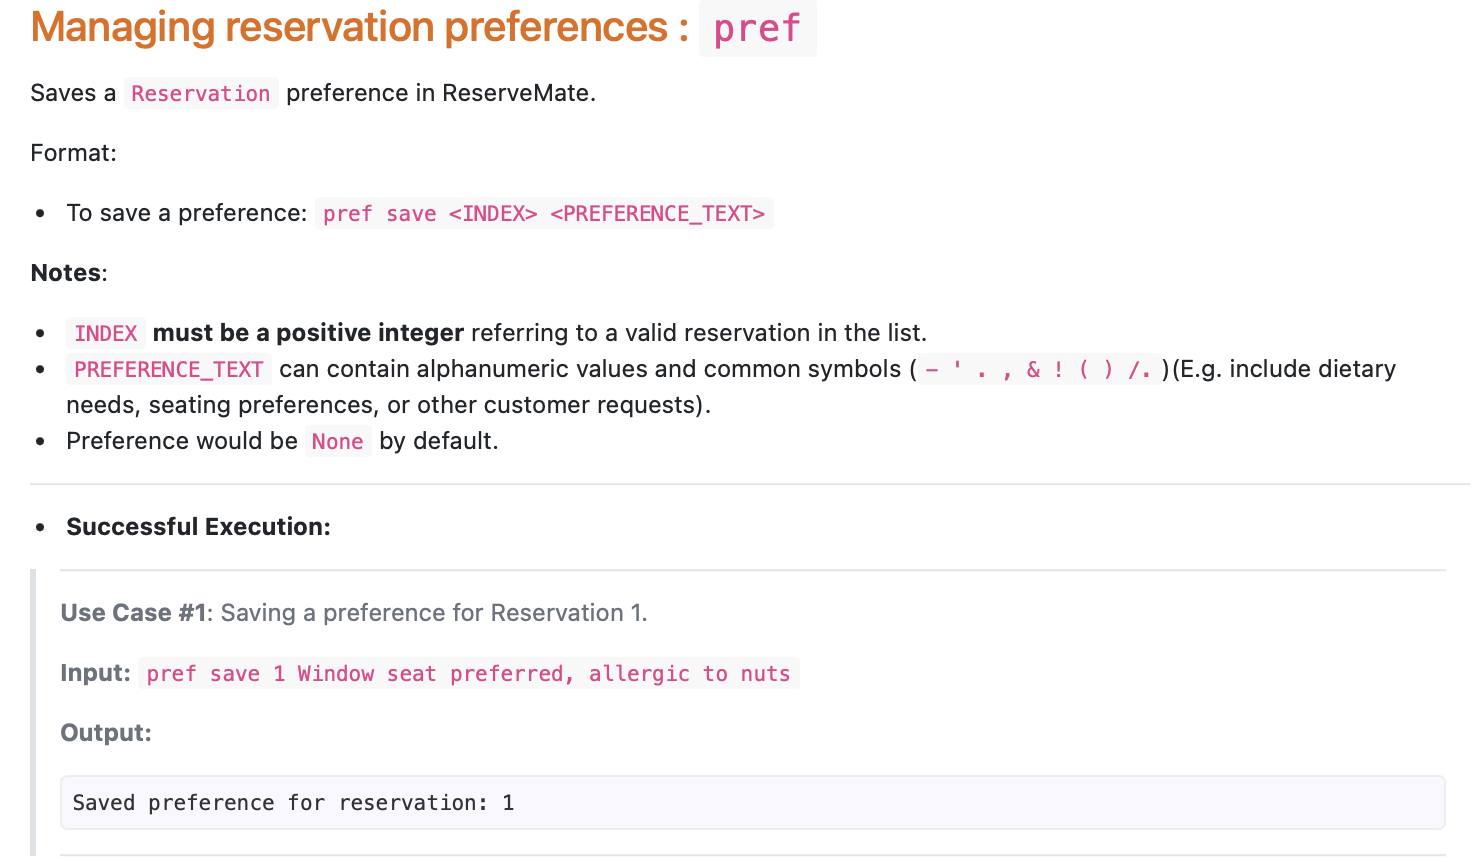 Managing reservation preferences : pref
Saves a Reservation preference in ReserveMate.
Format:
• To save a preference: pref save <INDEX> <PREFERENCE_TEXT>
Notes:
• INDEX must be a positive integer referring to a valid reservation in the list.
• PREFERENCE_TEXT can contain alphanumeric values and common symbols ( - ' . , & ! ( ) /. )(E.g. include dietary
needs, seating preferences, or other customer requests).
• Preference would be None by default.
• Successful Execution:
Use Case #1: Saving a preference for Reservation 1.
Input: pref save 1 Window seat preferred, allergic to nuts
Output:
Saved preference for reservation: 1